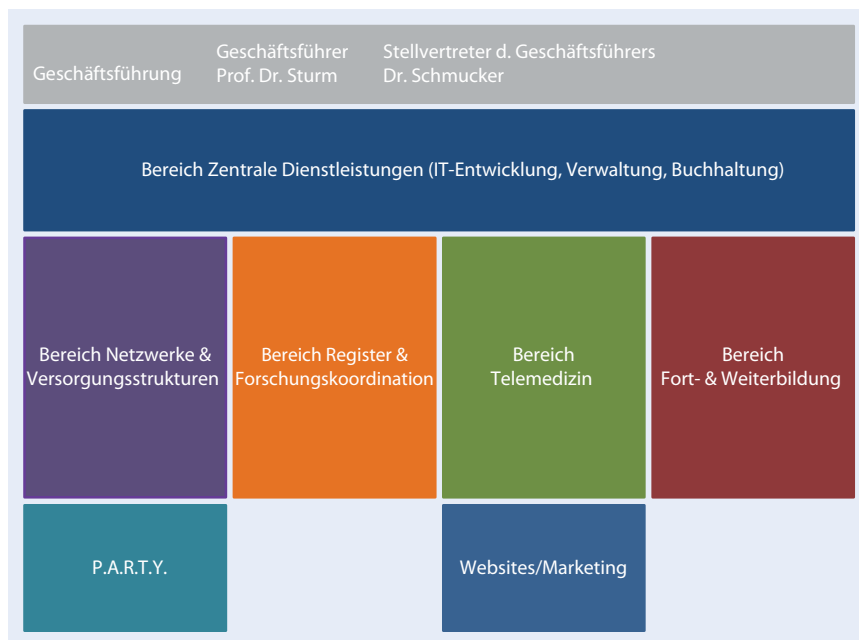 Geschäftsführung
Geschäftsführer
Prof. Dr. Sturm
Stellvertreter d. Geschäftsführers
Dr. Schmucker
Bereich Zentrale Dienstleistungen (IT-Entwicklung, Verwaltung, Buchhaltung)
Bereich Netzwerke &
Versorgungsstrukturen
Bereich Register &
Forschungskoordination
Bereich
Telemedizin
Bereich
Fort- & Weiterbildung
P.A.R.T.Y.
Websites/Marketing